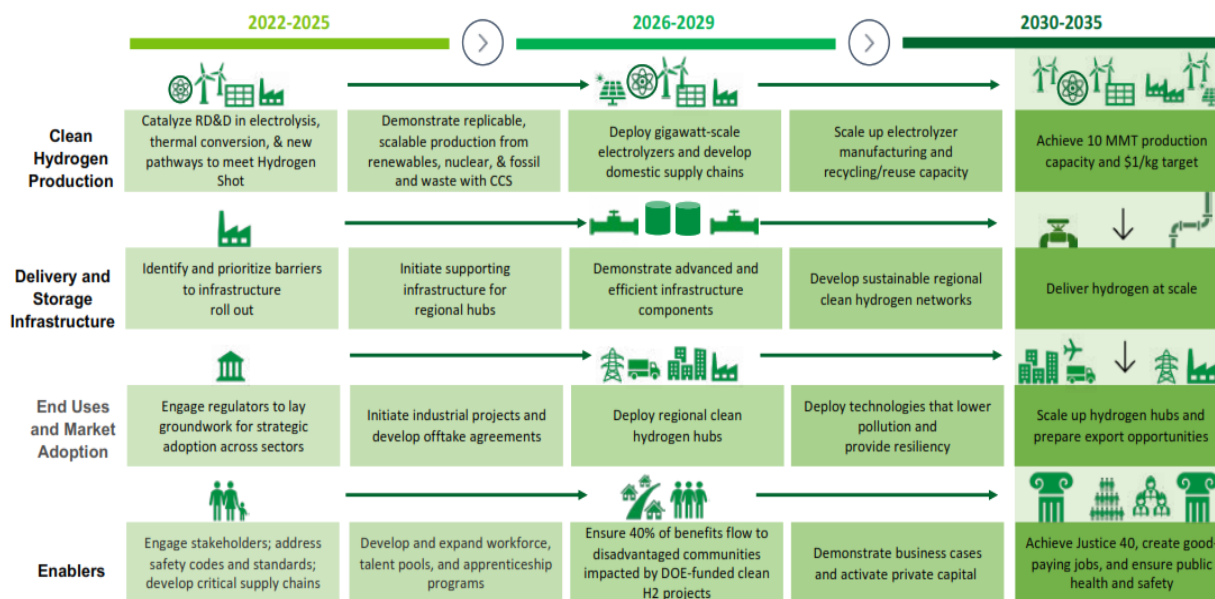 2022-2025
2026-2029
2030-2035
Clean
Hydrogen
Production
Catalyze RD&D in electrolysis,
thermal conversion, & new
pathways to meet Hydrogen
Shot
Demonstrate replicable,
scalable production from
renewables, nuclear, & fossil
and waste with CCS
Deploy gigawatt-scale
electrolyzers and develop
domestic supply chains
Scale up electrolyzer
manufacturing and
recycling/reuse capacity
Achieve 10 MMT production
capacity and $1/kg target
Delivery and
Storage
Infrastructure
Identify and prioritize barriers
to infrastructure
roll out
Initiate supporting
infrastructure for
regional hubs
Demonstrate advanced and
efficient infrastructure
components
Develop sustainable regional
clean hydrogen networks
Deliver hydrogen at scale
End Uses
and Market
Adoption
Engage regulators to lay
groundwork for strategic
adoption across sectors
Initiate industrial projects and
develop offtake agreements
Deploy regional clean
hydrogen hubs
Deploy technologies that lower
pollution and
provide resiliency
Scale up hydrogen hubs and
prepare export opportunities
Enablers
Engage stakeholders; address
safety codes and standards;
develop critical supply chains
Develop and expand workforce,
talent pools, and apprenticeship
programs
Ensure 40% of benefits flow to
disadvantaged communities
impacted by DOE-funded clean
H2 projects
Demonstrate business cases
and activate private capital
Achieve Justice 40, create good-
paying jobs, and ensure public
health and safety